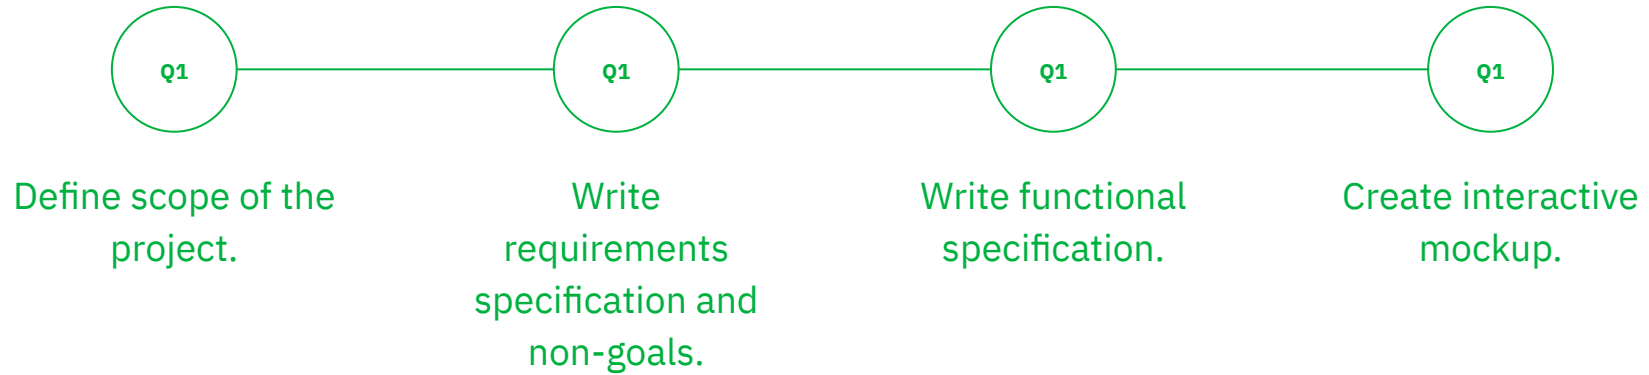 Q1
Q1
Q1
Q1
Define scope of the
project.
Write
requirements
specification and
non-goals.
Write functional
specification.
Create interactive
mockup.